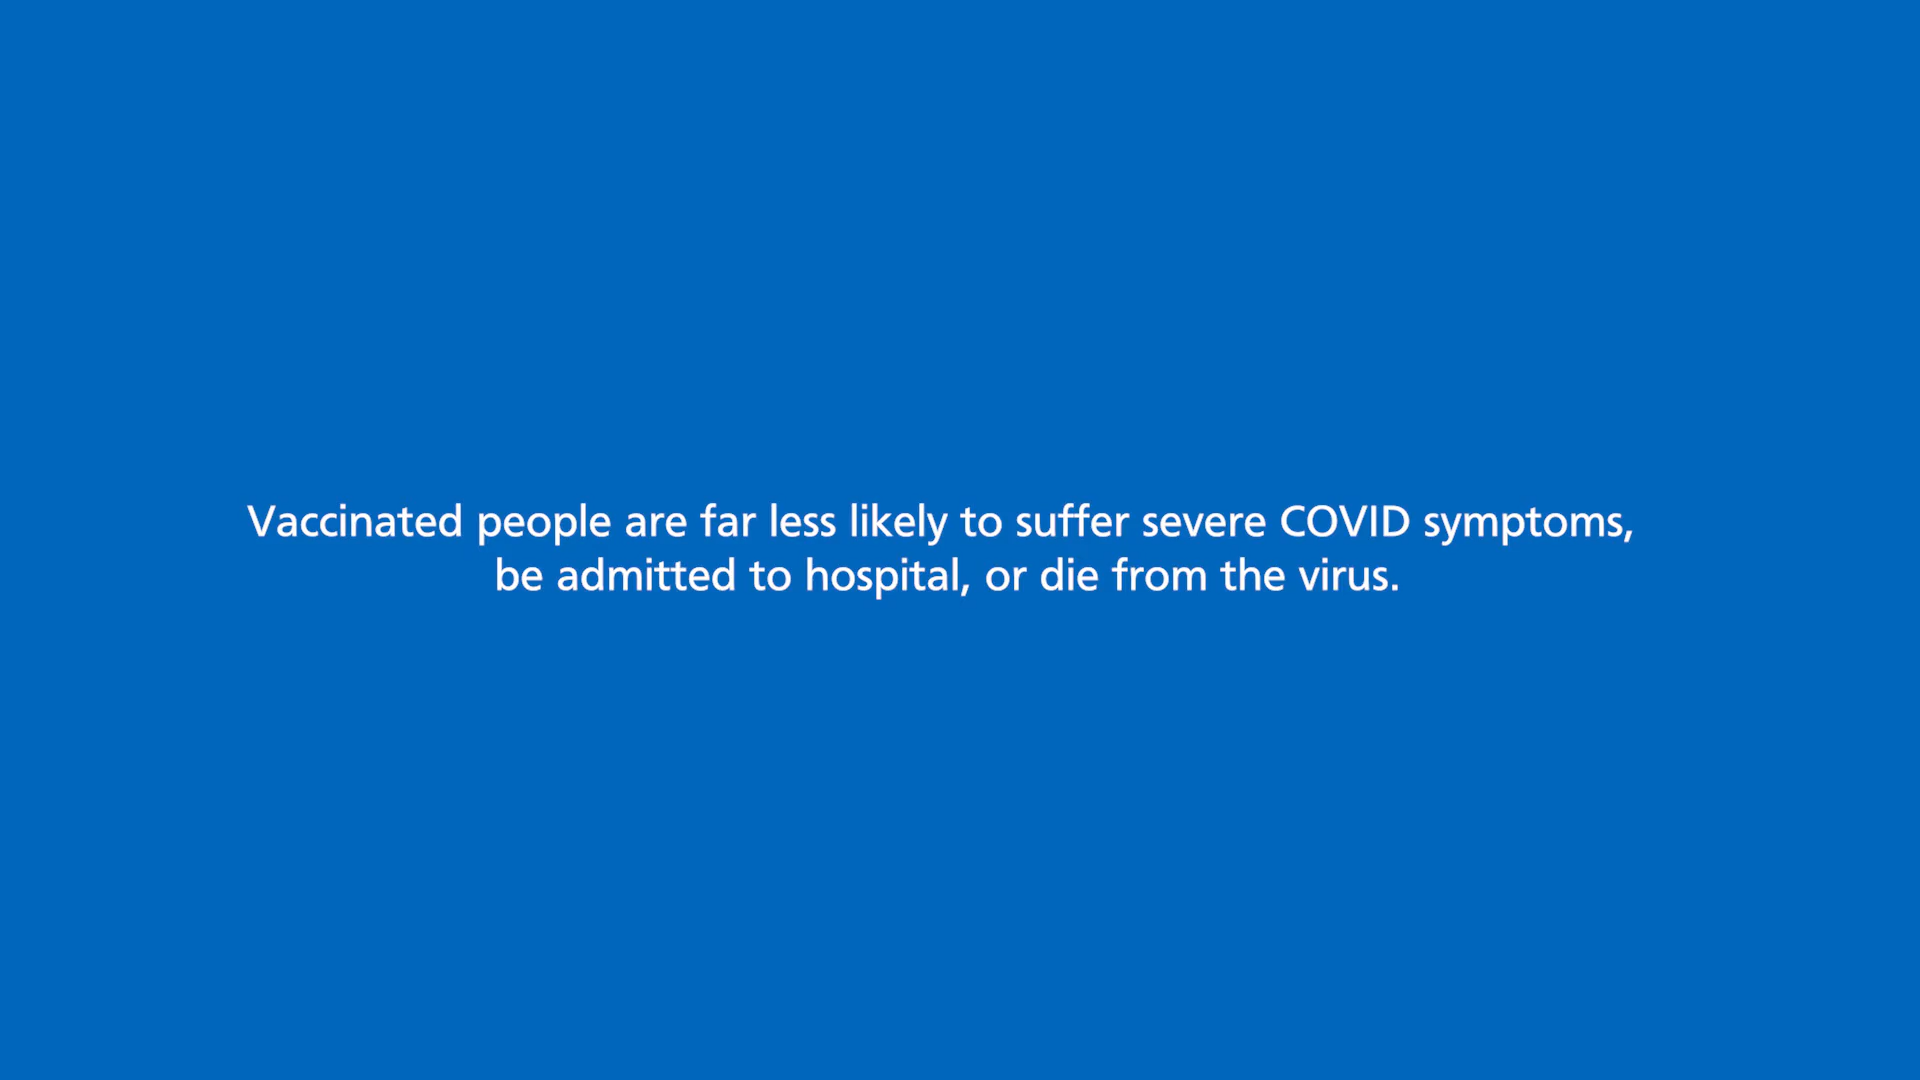 Vaccinated people are far less likely to suffer severe COVID symptoms,
be admitted to hospital, or die from the virus.